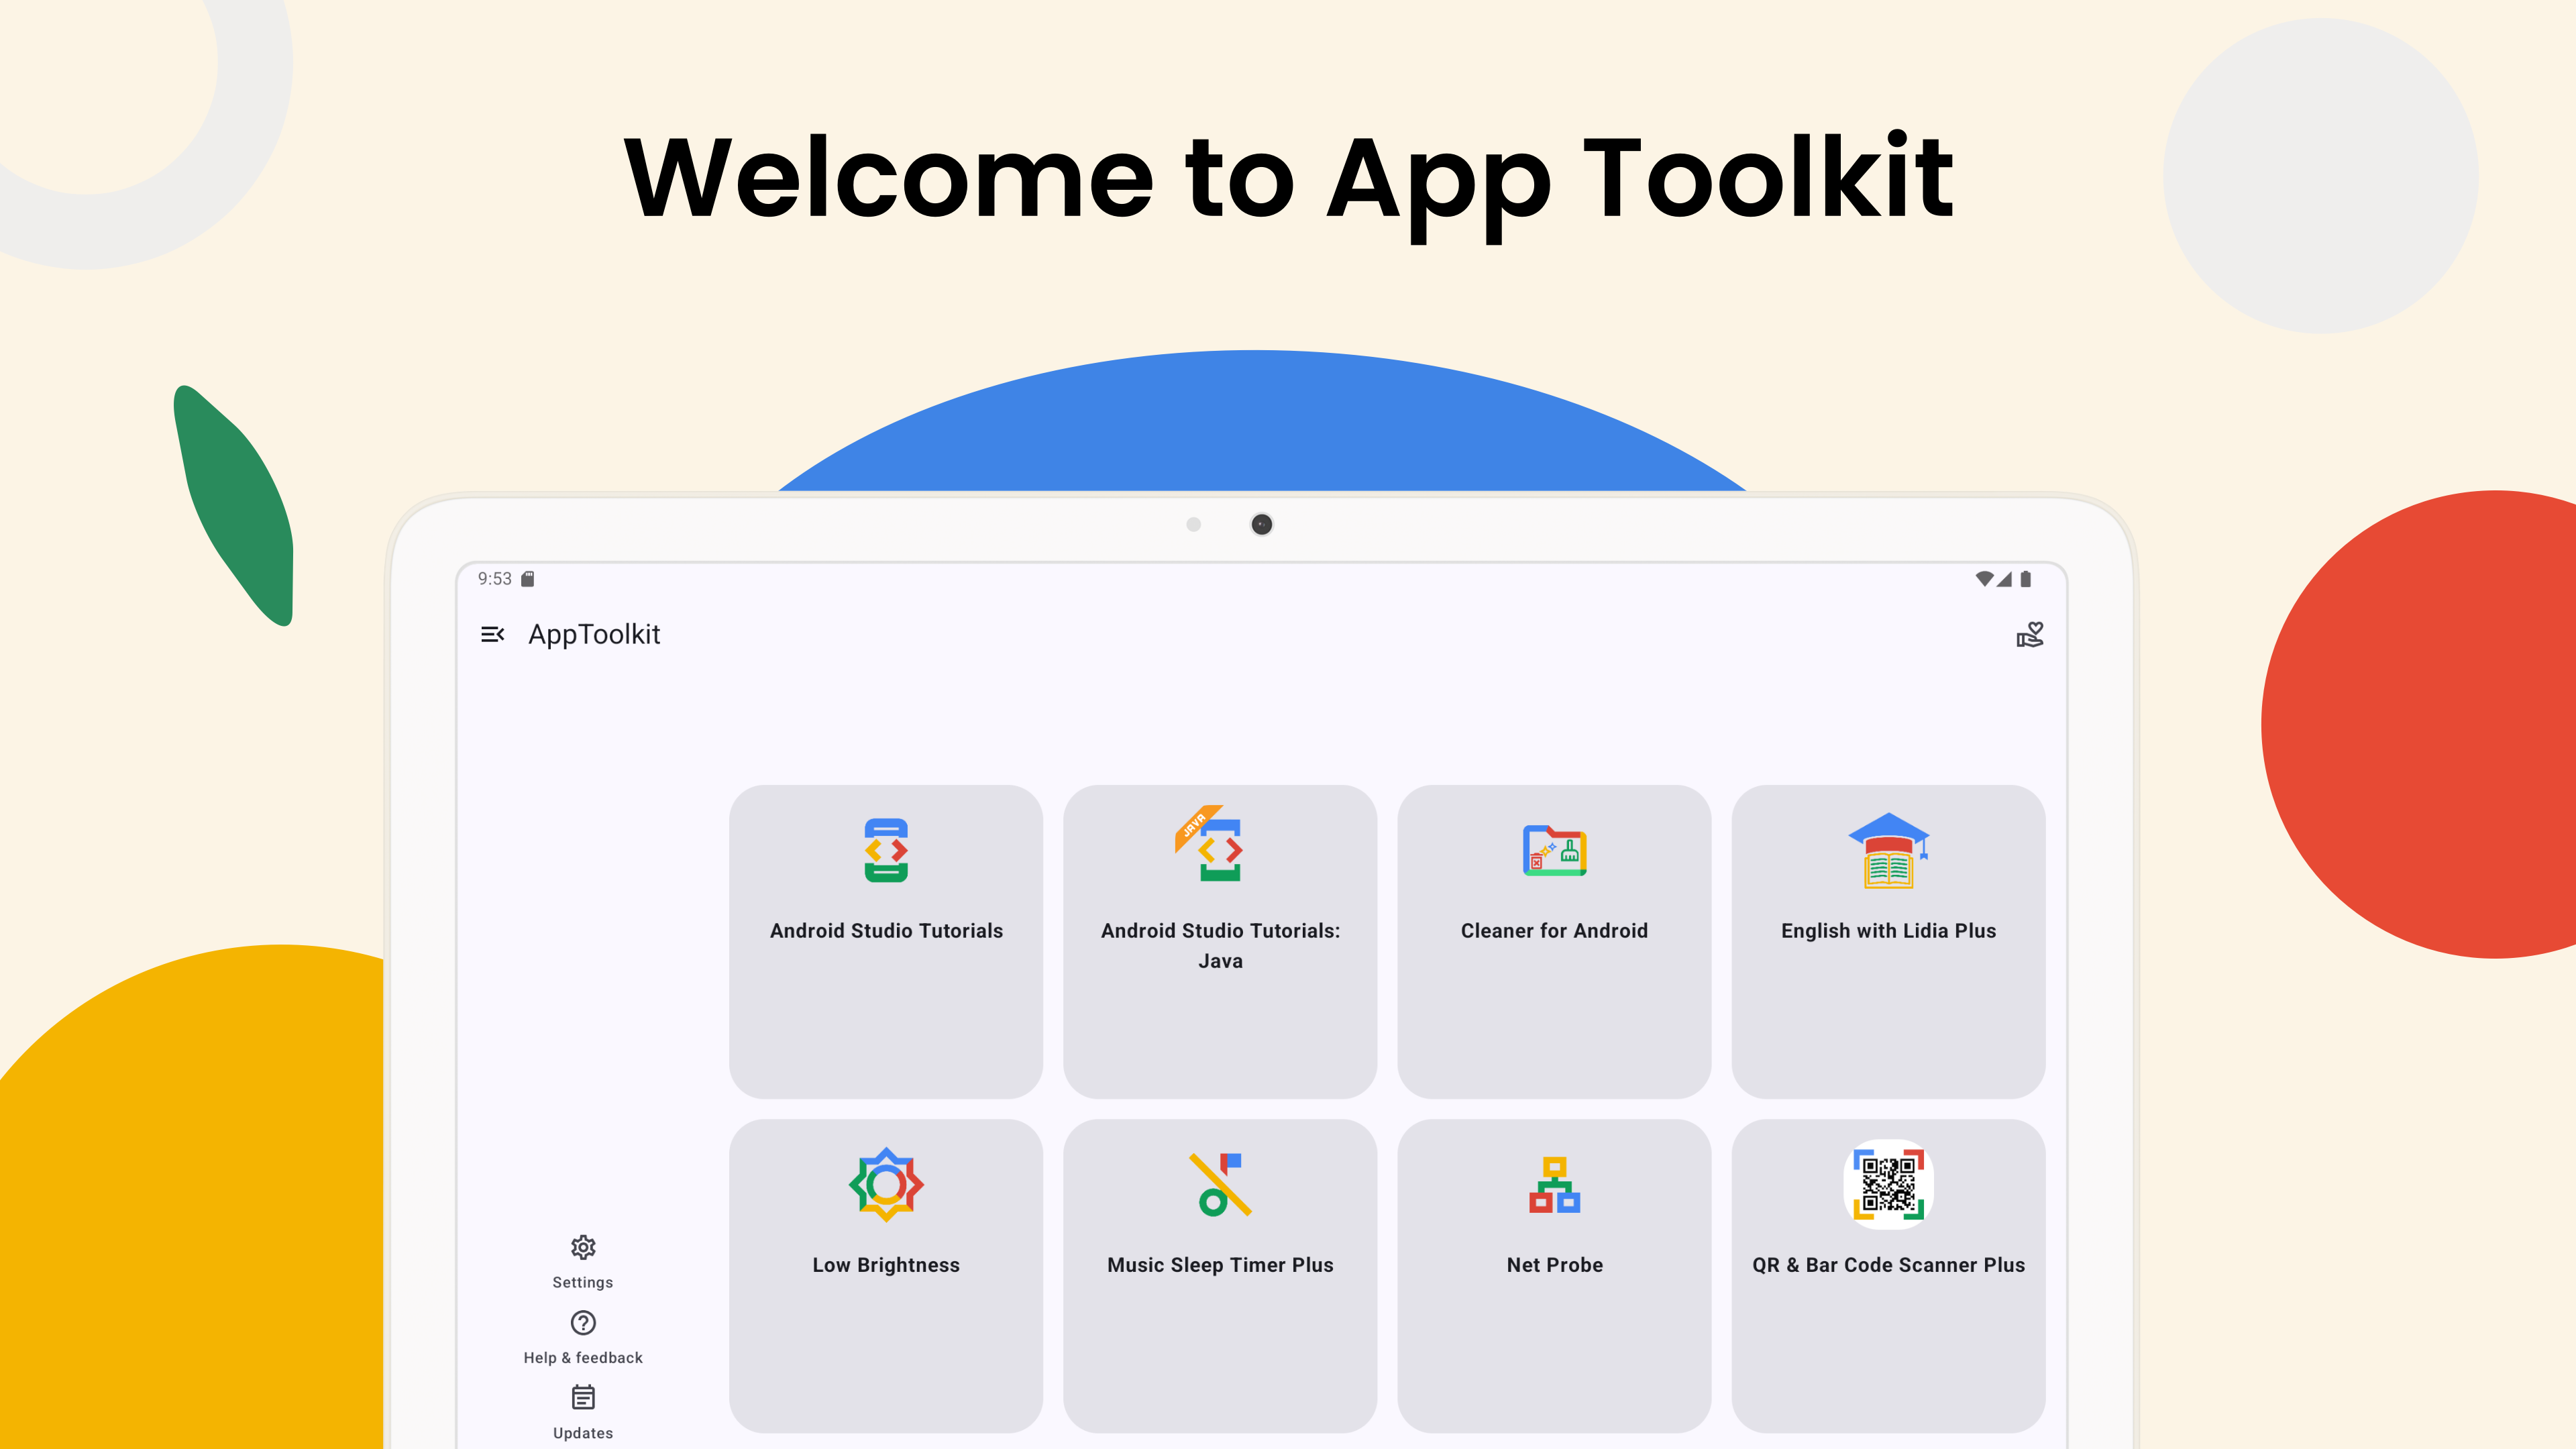 Welcome to App Toolkit
9:53
AppToolkit
JAVA
Android Studio Tutorials
Android Studio Tutorials:
Java
Cleaner for Android
English with Lidia Plus
Low Brightness
Music Sleep Timer Plus
Net Probe
QR & Bar Code Scanner Plus
Settings
Help & feedback
Updates